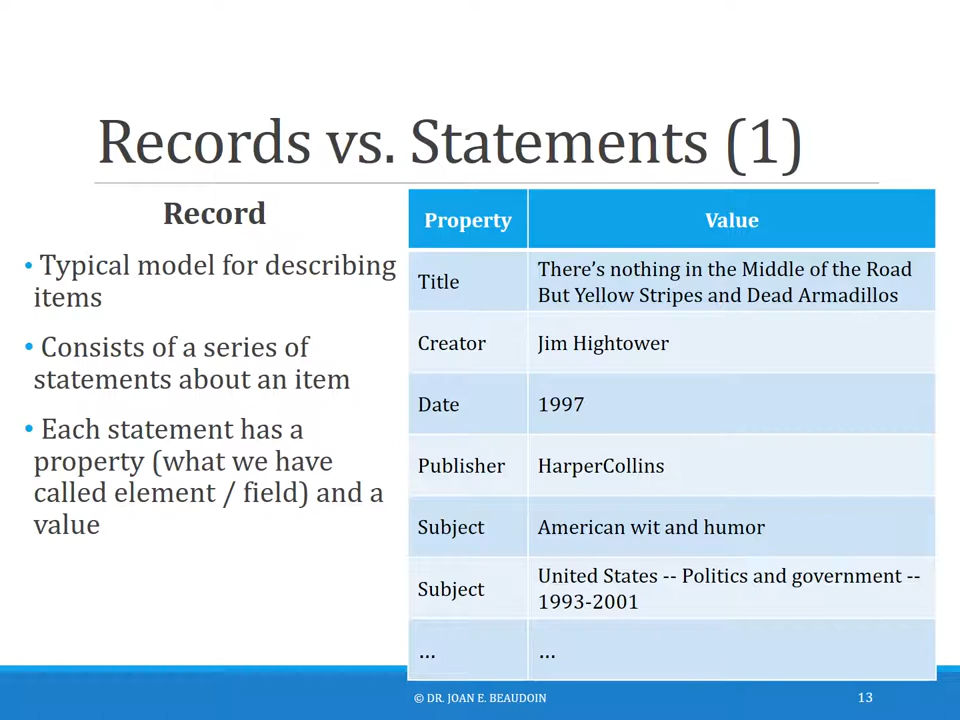 Records vs. Statements (1)
Record
• Typical model for describing
items
• Consists of a series of
statements about an item
• Each statement has a
property (what we have
called element / field) and a
value
Property Value
Title There’s nothing in the Middle of the Road
But Yellow Stripes and Dead Armadillos
Creator Jim Hightower
Date 1997
Publisher HarperCollins
Subject American wit and humor
Subject United States -- Politics and government --
1993-2001
... ...
© DR. JOAN E. BEAUDOIN 13